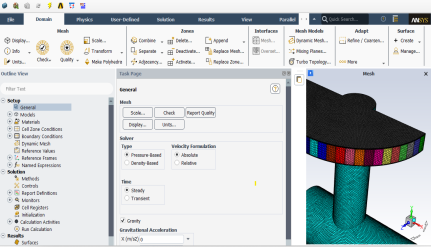 File
Domain
Physics
User-Defined
Solution
Results
View
Parallel
Quick Search...
Mesh
Zones
Interfaces
Mesh Models
Adapt
Surface
Display...
Info
Units...
Check
Quality
Scale...
Transform
Make Polyhedra
Combine
Delete...
Append
Separate
Deactivate...
Replace Mesh...
Adjacency...
Activate...
Replace Zone...
Mesh...
Overset...
Dynamic Mesh...
Mixing Planes...
Turbo Topology...
Refine / Coarsen...
More
+ Create
Manage...
Outline View
Filter Text
Setup
General
Models
Materials
Cell Zone Conditions
Boundary Conditions
Dynamic Mesh
Reference Values
Reference Frames
Named Expressions
Solution
Methods
Controls
Report Definitions
Monitors
Cell Registers
Initialization
Calculation Activities
Run Calculation
Results
Surfaces
Task Page
General
Mesh
Scale...
Check
Report Quality
Display...
Units...
Solver
Type
Velocity Formulation
Pressure-Based
Absolute
Density-Based
Relative
Time
Steady
Transient
Gravity
Gravitational Acceleration
X (m/s2) 0
Mesh